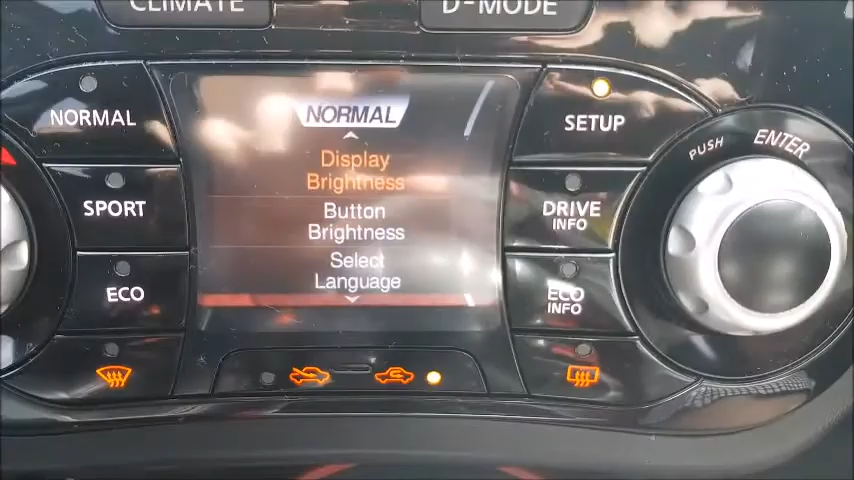 CLIMATE
D-MODE
NORMAL
NORMAL
SETUP
PUSH
ENTER
Display
Brightness
SPORT
Button
Brightness
DRIVE
INFO
Select
Language
ECO
ECO
INFO